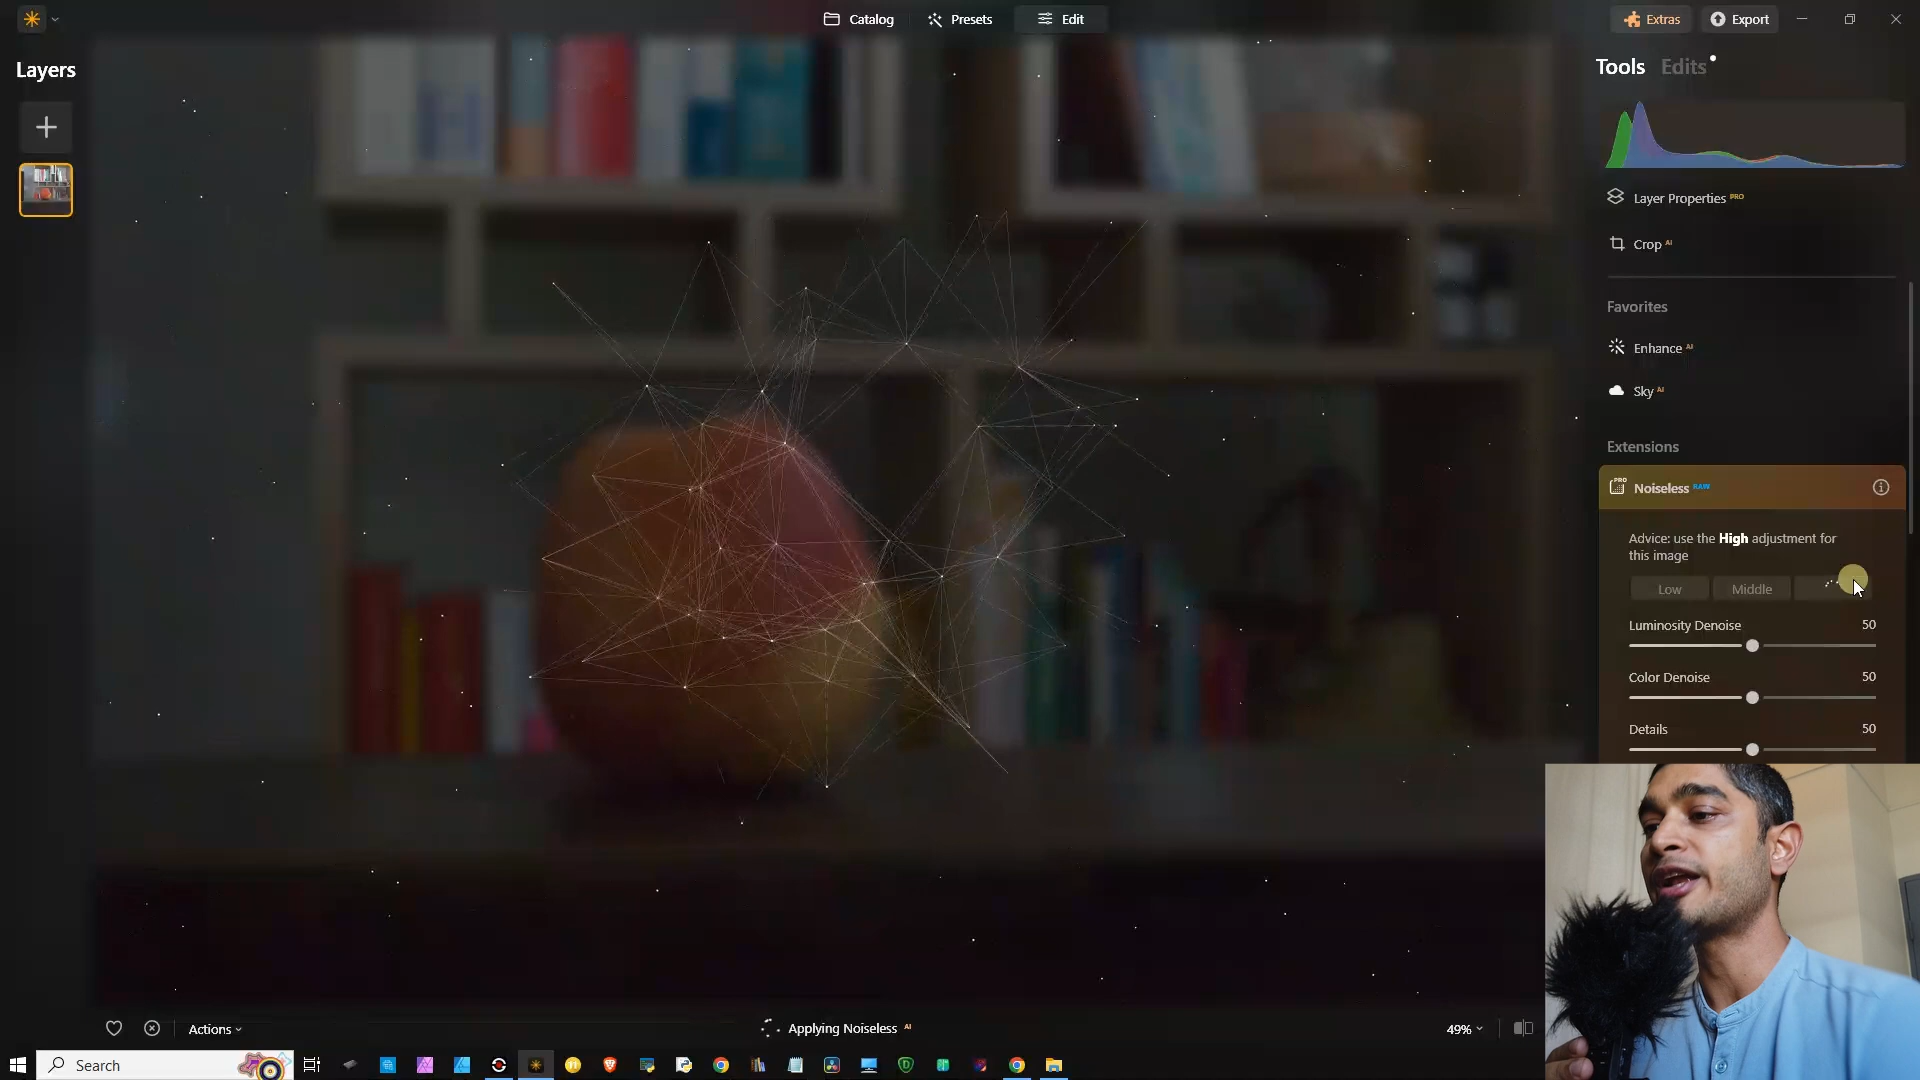 Catalog
Presets
Edit
Extras
Export
Layers
Tools
Edits
Layer Properties PRO
Crop AI
Favorites
Enhance AI
Sky AI
Extensions
PRO
Noiseless RAW
Advice: use the High adjustment for
this image
Low
Middle
Luminosity Denoise 50
Color Denoise 50
Details 50
Actions
Applying Noiseless AI
49%
Search